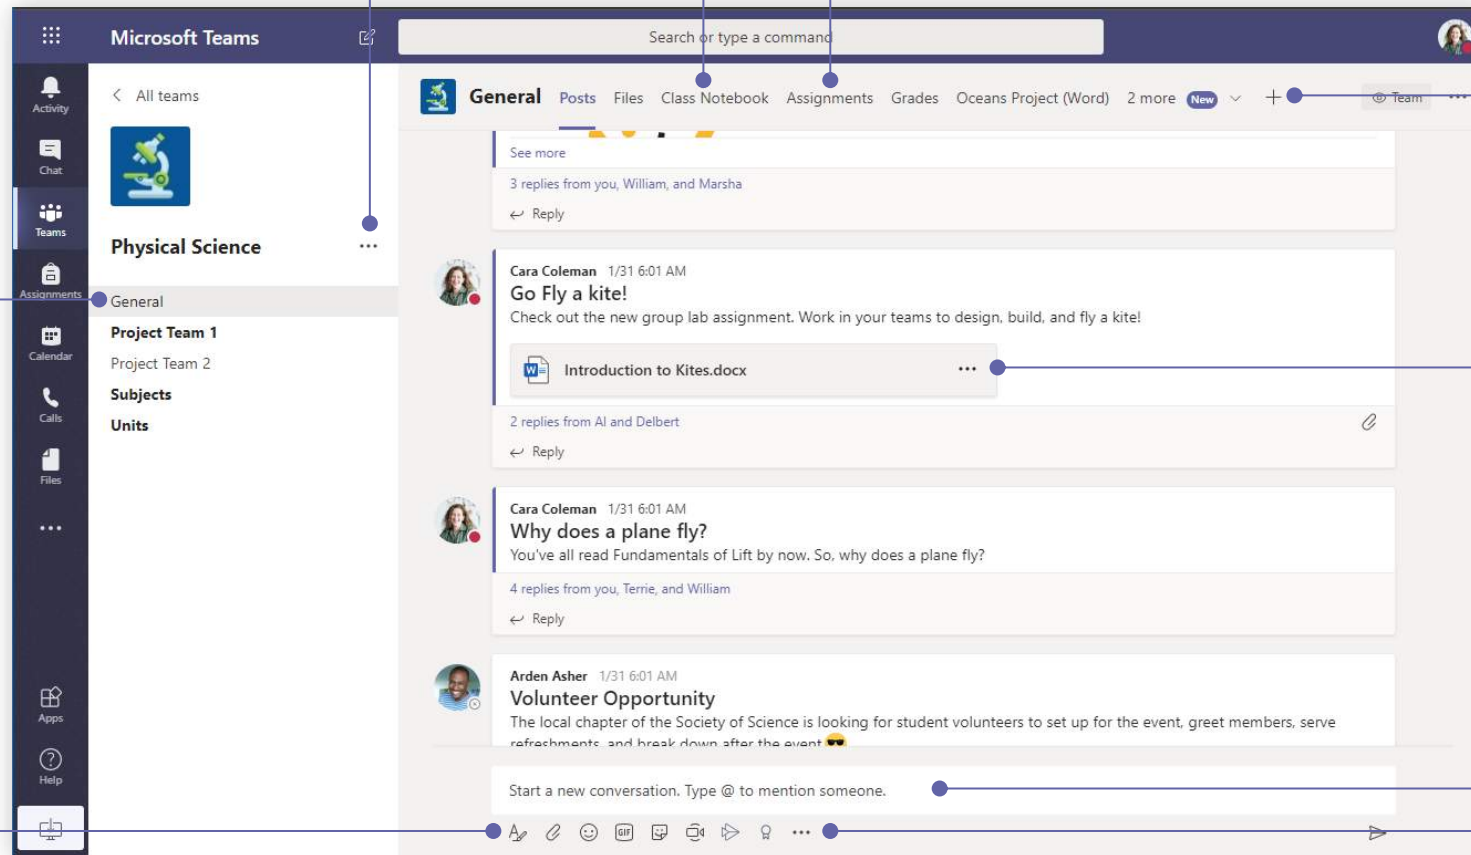 Microsoft Teams
Search or type a command
Activity
Chat
Teams
Assignments
Calendar
Calls
Files
Apps
Help
All teams
Physical Science
General
Project Team 1
Project Team 2
Subjects
Units
General Posts Files Class Notebook Assignments Grades Oceans Project (Word) 2 more New Team
See more
3 replies from you, William, and Marsha
Reply
Cara Coleman 1/31 6:01 AM
Go Fly a kite!
Check out the new group lab assignment. Work in your teams to design, build, and fly a kite!
Introduction to Kites.docx
2 replies from Al and Delbert
Reply
Cara Coleman 1/31 6:01 AM
Why does a plane fly?
You've all read Fundamentals of Lift by now. So, why does a plane fly?
4 replies from you, Terrie, and William
Reply
Arden Asher 1/31 6:01 AM
Volunteer Opportunity
The local chapter of the Society of Science is looking for student volunteers to set up for the event, greet members, serve
refreshments, and break down after the event 😎
Start a new conversation. Type @ to mention someone.
GIF